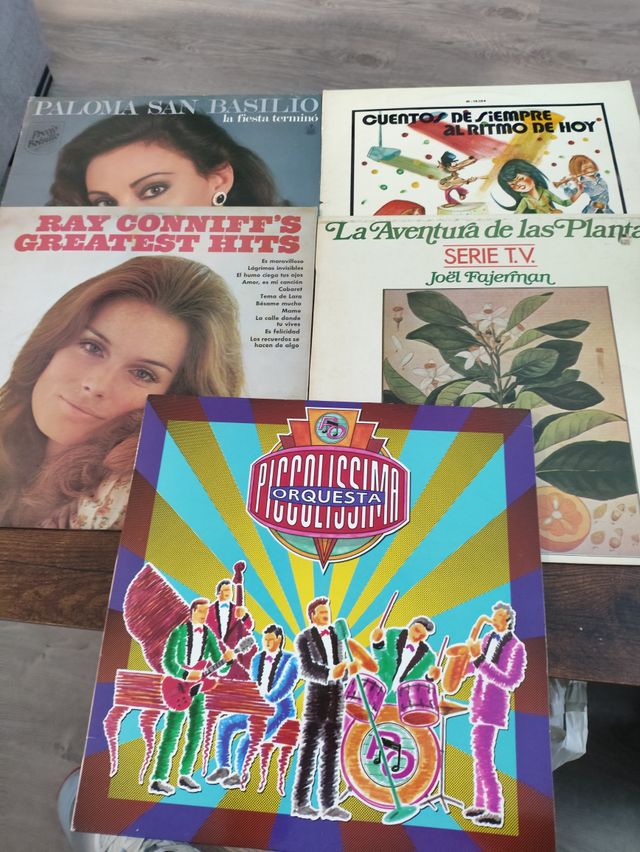 PALOMA SAN BASILIO
la fiesta terminó
CUENTOS DE SIEMPRE
AL RITMO DE HOY
RAY CONNIFF'S
GREATEST HITS
Es maravilloso
Lágrimas invisibles
El humo ciega tus ojos
Amor, es mi canción
Cabaret
Tema de Lara
Bésame mucho
Mame
La calle donde
tu vives
Es felicidad
Los recuerdos se
hacen de algo
La Aventura de las Planta
SERIE T.V.
Joël Fajerman
PICCOLISSIMA
ORQUESTA